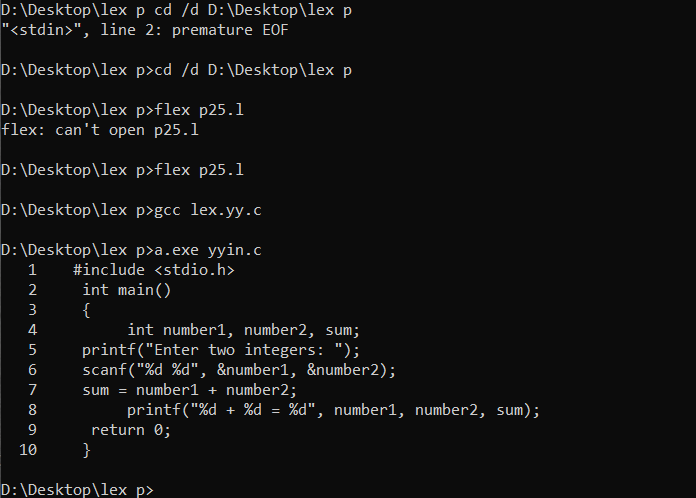 D:\Desktop\lex p cd /d D:\Desktop\lex p
"<stdin>", line 2: premature EOF
D:\Desktop\lex p>cd /d D:\Desktop\lex p
D:\Desktop\lex p>flex p25.l
flex: can't open p25.l
D:\Desktop\lex p>flex p25.l
D:\Desktop\lex p>gcc lex.yy.c
D:\Desktop\lex p>a.exe yyin.c
1 #include <stdio.h>
2 int main()
3 {
4 int number1, number2, sum;
5 printf("Enter two integers: ");
6 scanf("%d %d", &number1, &number2);
7 sum = number1 + number2;
8 printf("%d + %d = %d", number1, number2, sum);
9 return 0;
10 }
D:\Desktop\lex p>